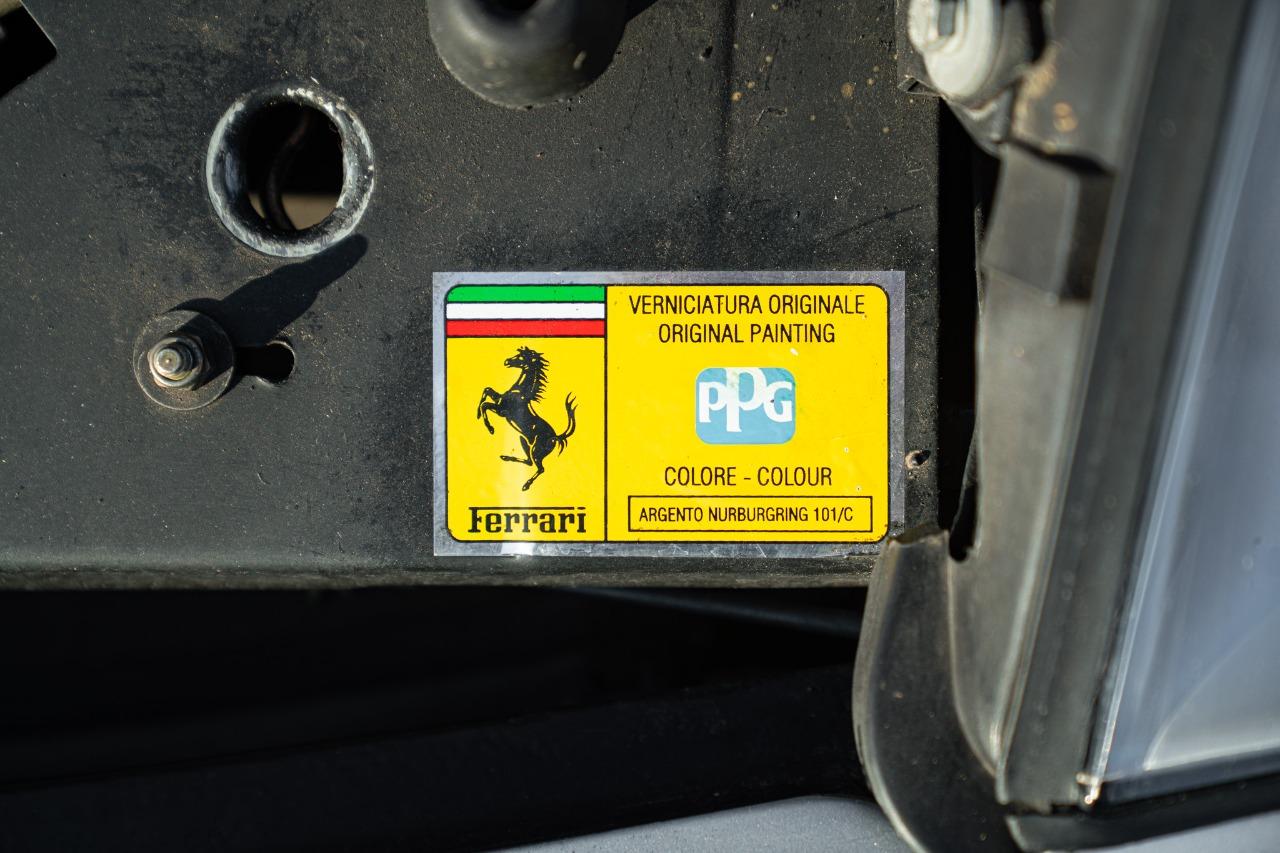 VERNICIATURA ORIGINALE
ORIGINAL PAINTING
PPG
COLORE - COLOUR
ARGENTO NURBURGRING 101/C
Ferrari